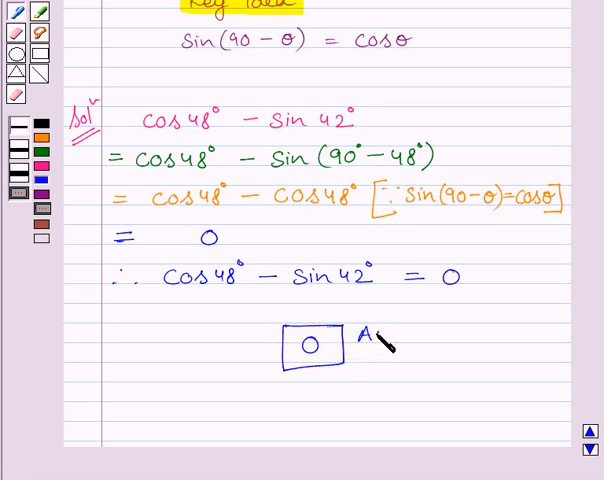 Key Idea
sin(90 - θ) = cosθ
Solⁿ cos48° - sin42°
= cos48° - sin(90° - 48°)
= cos48° - cos48° [∵ sin(90-θ)=cosθ]
= 0
∴ cos48° - sin42° = 0
0 A